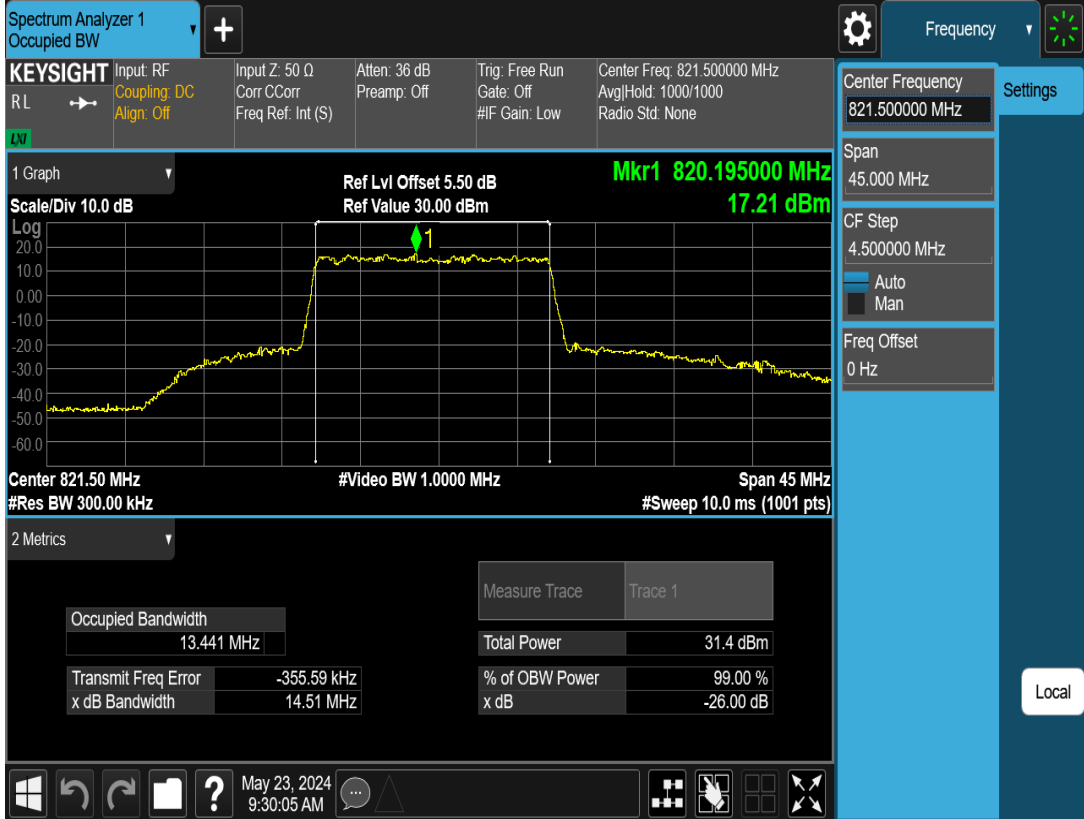 Spectrum Analyzer 1
Occupied BW
+
Frequency
KEYSIGHT
RL
LXI
Input: RF
Coupling: DC
Align: Off
Input Z: 50 Ω
Corr CCorr
Freq Ref: Int (S)
Atten: 36 dB
Preamp: Off
Trig: Free Run
Gate: Off
#IF Gain: Low
Center Freq: 821.500000 MHz
Avg|Hold: 1000/1000
Radio Std: None
Center Frequency
821.500000 MHz
Settings
Span
45.000 MHz
CF Step
4.500000 MHz
Auto
Man
Freq Offset
0 Hz
Local
1 Graph
Scale/Div 10.0 dB
Ref Lvl Offset 5.50 dB
Ref Value 30.00 dBm
Mkr1 820.195000 MHz
17.21 dBm
Log
1
20.0
10.0
0.00
-10.0
-20.0
-30.0
-40.0
-50.0
-60.0
Center 821.50 MHz
#Video BW 1.0000 MHz
Span 45 MHz
#Res BW 300.00 kHz
#Sweep 10.0 ms (1001 pts)
2 Metrics
Measure Trace
Trace 1
Occupied Bandwidth
13.441 MHz
Total Power
31.4 dBm
Transmit Freq Error
-355.59 kHz
% of OBW Power
99.00 %
x dB Bandwidth
14.51 MHz
x dB
-26.00 dB
?
May 23, 2024
9:30:05 AM